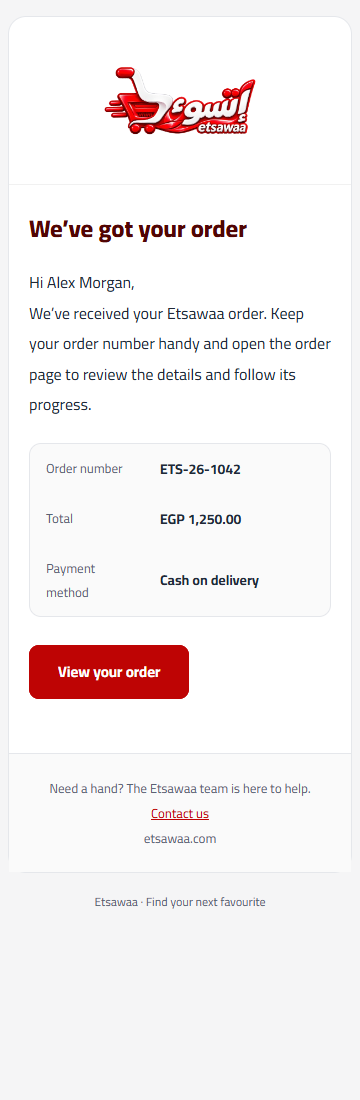 إتسوء
etsawaa
We’ve got your order
Hi Alex Morgan,
We’ve received your Etsawaa order. Keep
your order number handy and open the order
page to review the details and follow its
progress.
Order number ETS-26-1042
Total EGP 1,250.00
Payment
method
Cash on delivery
View your order
Need a hand? The Etsawaa team is here to help.
Contact us
etsawaa.com
Etsawaa · Find your next favourite